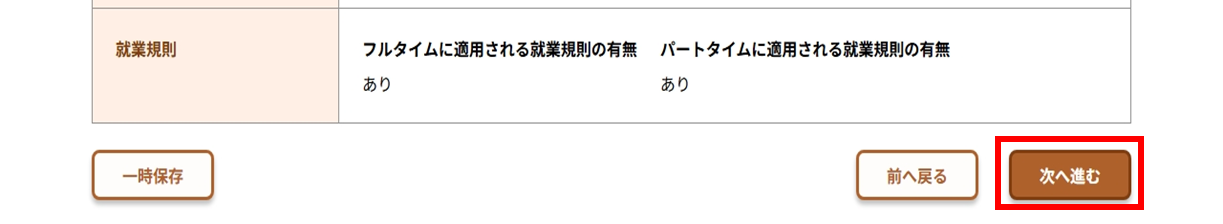 就業規則
フルタイムに適用される就業規則の有無
パートタイムに適用される就業規則の有無
あり
あり
一時保存
前へ戻る
次へ進む